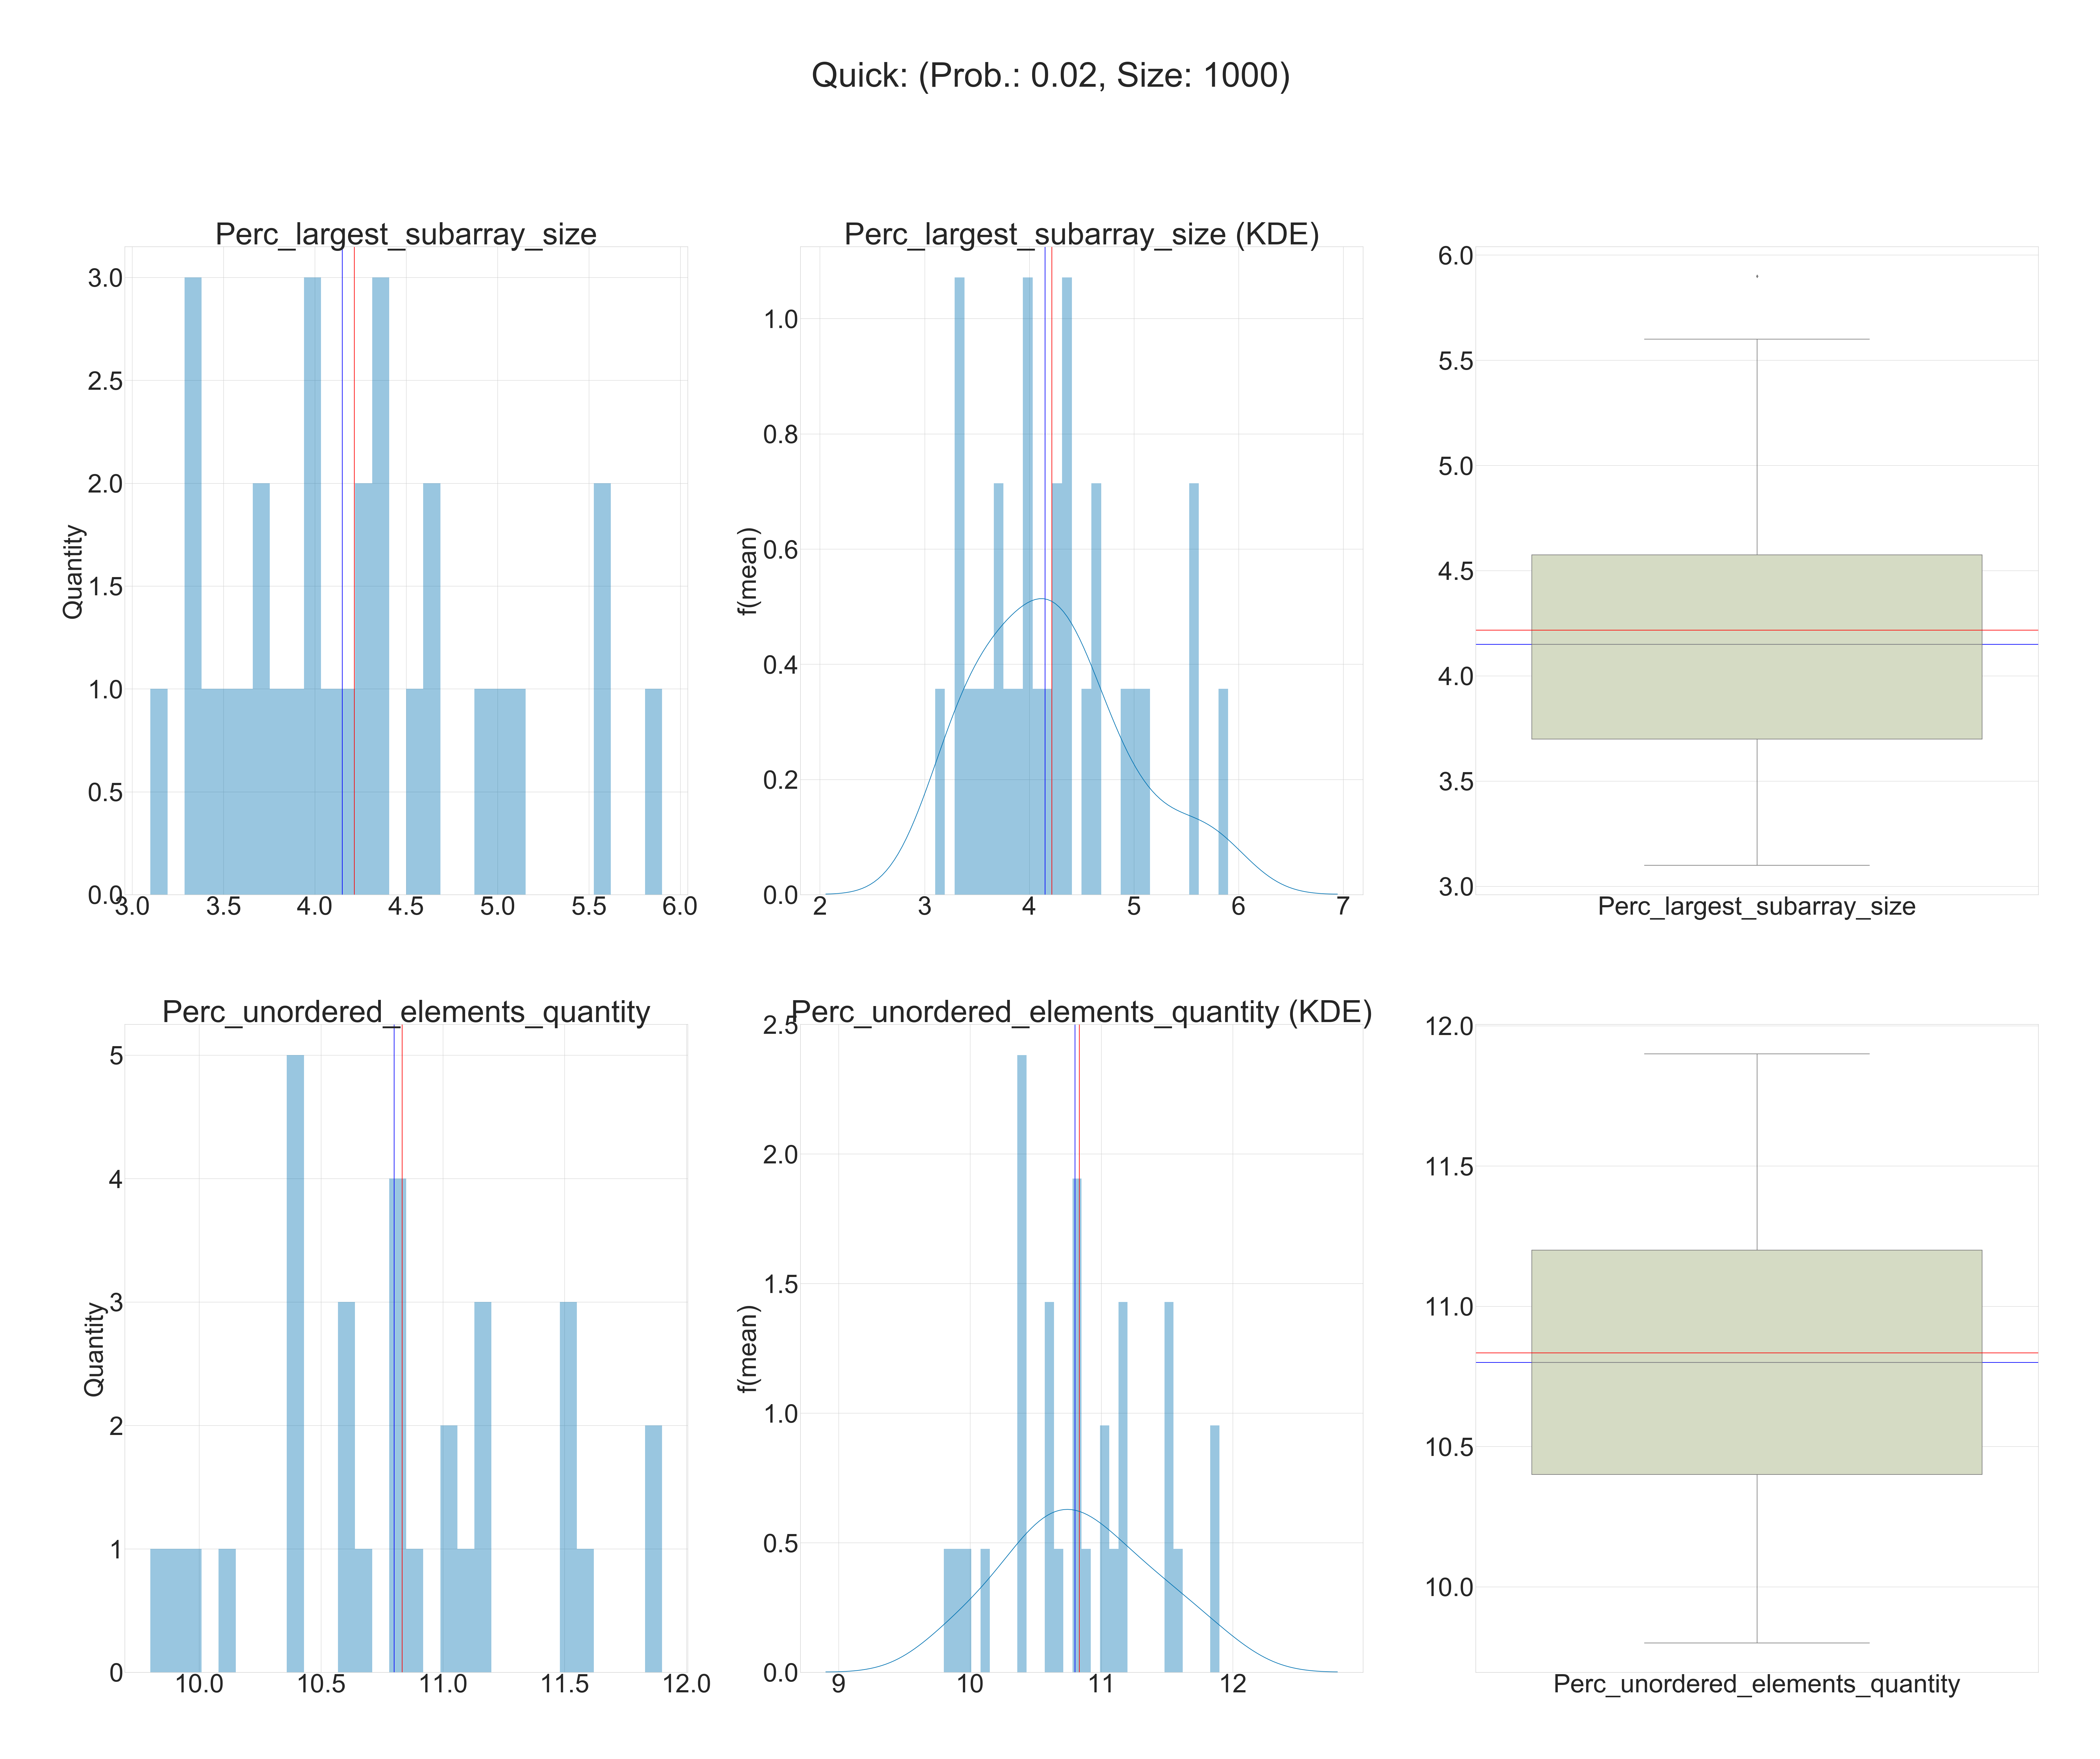 Quick: (Prob.: 0.02, Size: 1000)
Perc_largest_subarray_size
Quantity
3.0
2.5
2.0
1.5
1.0
0.5
0.0
3.0 3.5 4.0 4.5 5.0 5.5 6.0
Perc_largest_subarray_size (KDE)
f(mean)
1.0
0.8
0.6
0.4
0.2
0.0
2 3 4 5 6 7
6.0
5.5
5.0
4.5
4.0
3.5
3.0
Perc_largest_subarray_size
Perc_unordered_elements_quantity
Quantity
5
4
3
2
1
0
10.0 10.5 11.0 11.5 12.0
Perc_unordered_elements_quantity (KDE)
f(mean)
2.5
2.0
1.5
1.0
0.5
0.0
9 10 11 12
12.0
11.5
11.0
10.5
10.0
Perc_unordered_elements_quantity